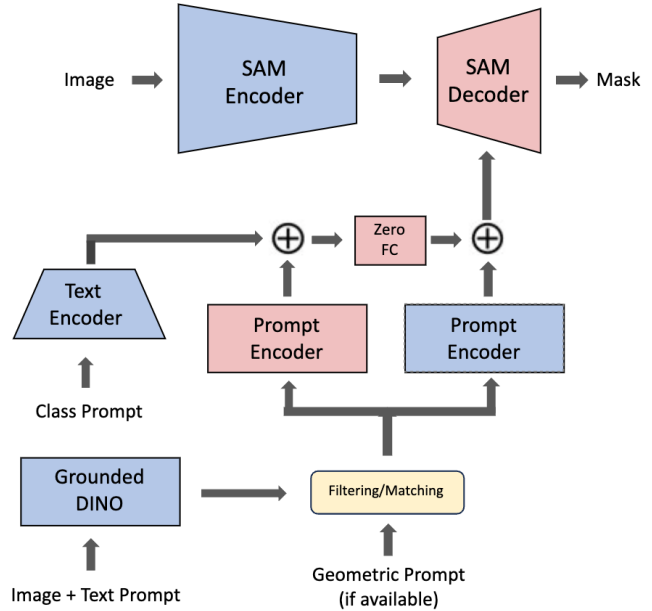 Image
SAM
Encoder
SAM
Decoder
Mask
Zero
FC
Text
Encoder
Prompt
Encoder
Prompt
Encoder
Class Prompt
Grounded
DINO
Filtering/Matching
Image + Text Prompt
Geometric Prompt
(if available)